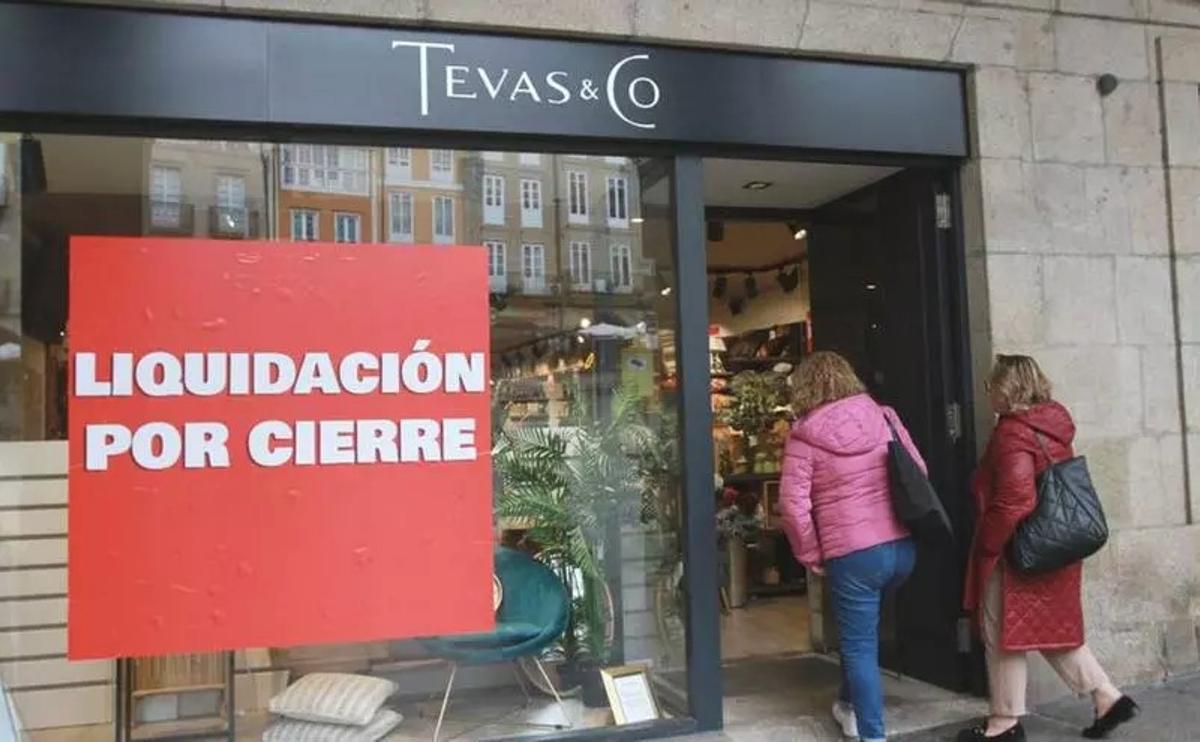 TEVAS & CO
LIQUIDACIÓN
POR CIERRE